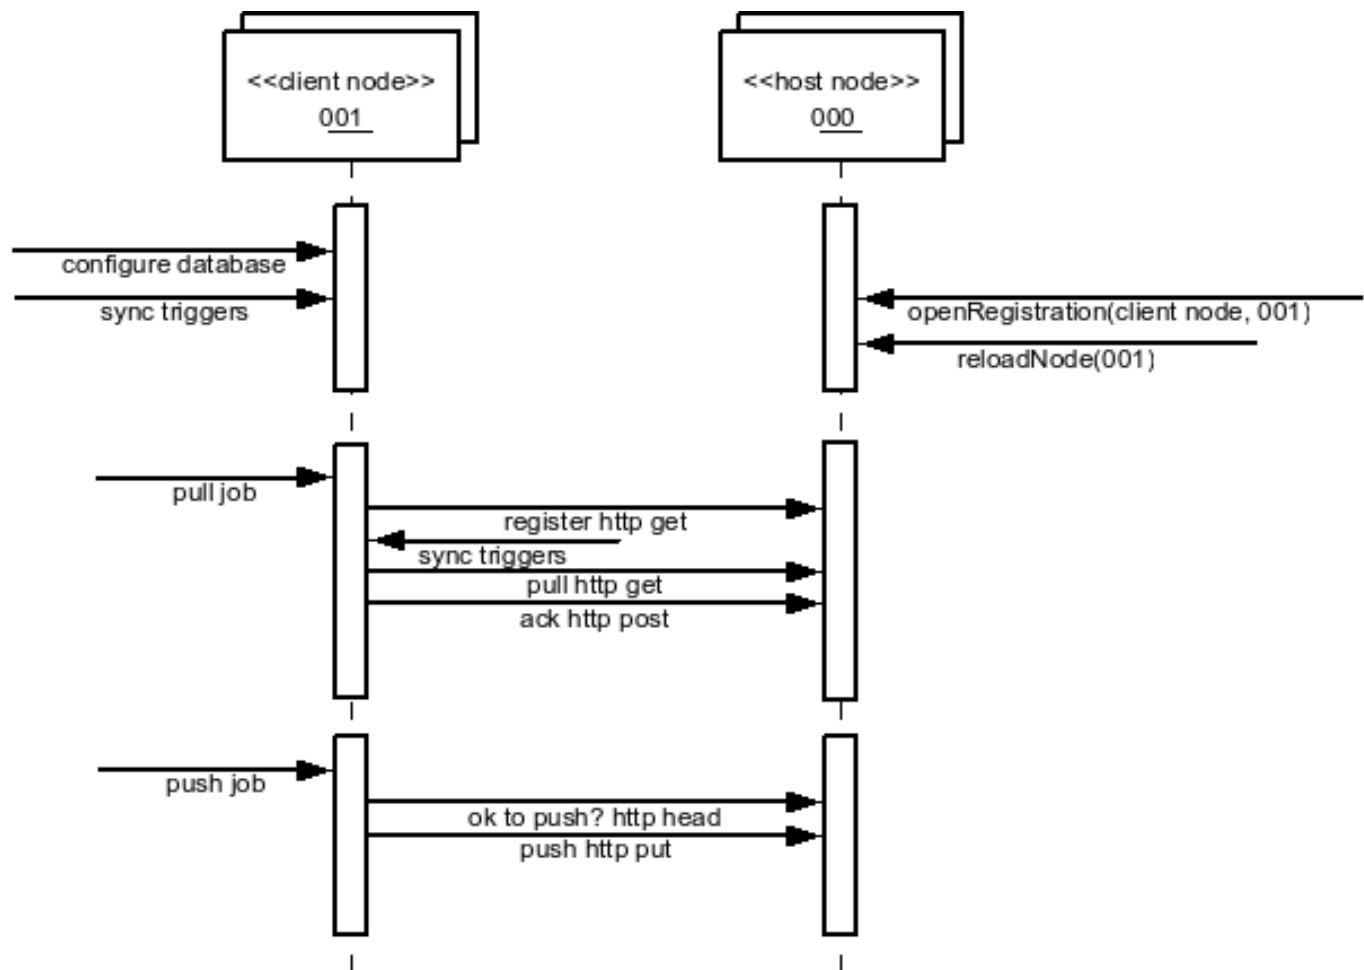 <<client node>>
001
<<host node>>
000
configure database
sync triggers
openRegistration(client node, 001)
reloadNode(001)
pull job
register http get
sync triggers
pull http get
ack http post
push job
ok to push? http head
push http put